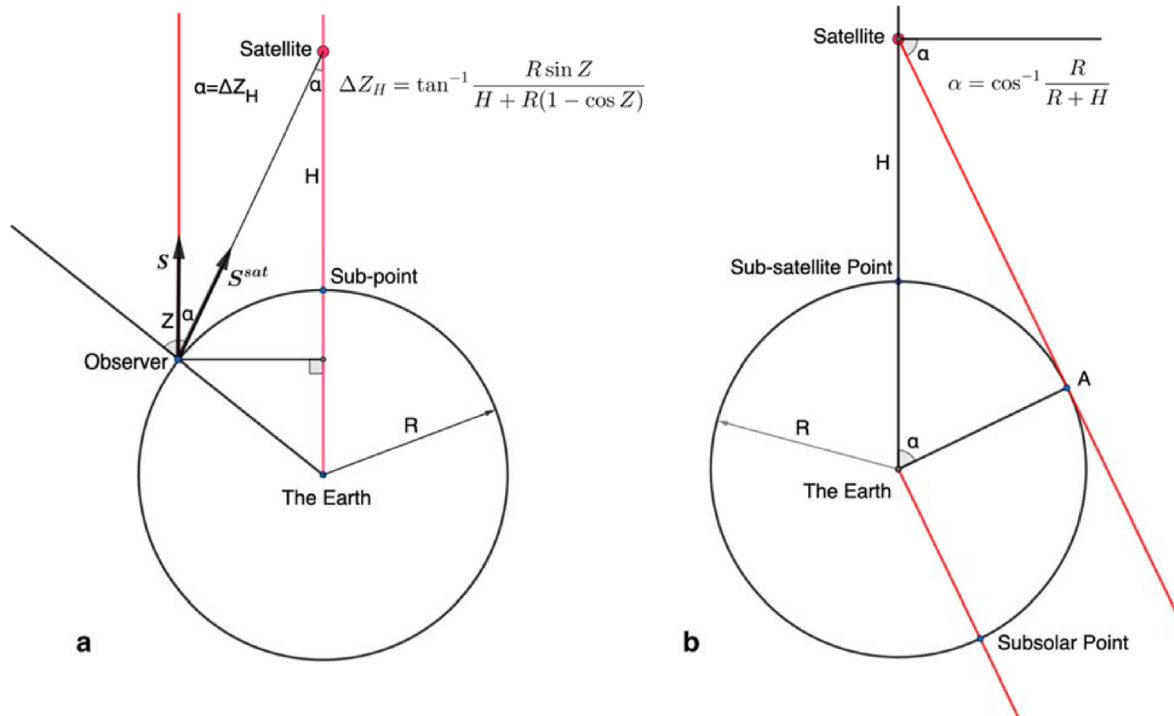 Satellite
α=ΔZ_H
α
ΔZ_H = tan⁻¹ R sin Z / H + R(1 − cos Z)
H
S
S^sat
Z
α
Sub-point
Observer
R
The Earth
a
Satellite
α
α = cos⁻¹ R / R + H
H
Sub-satellite Point
A
R
α
The Earth
b
Subsolar Point